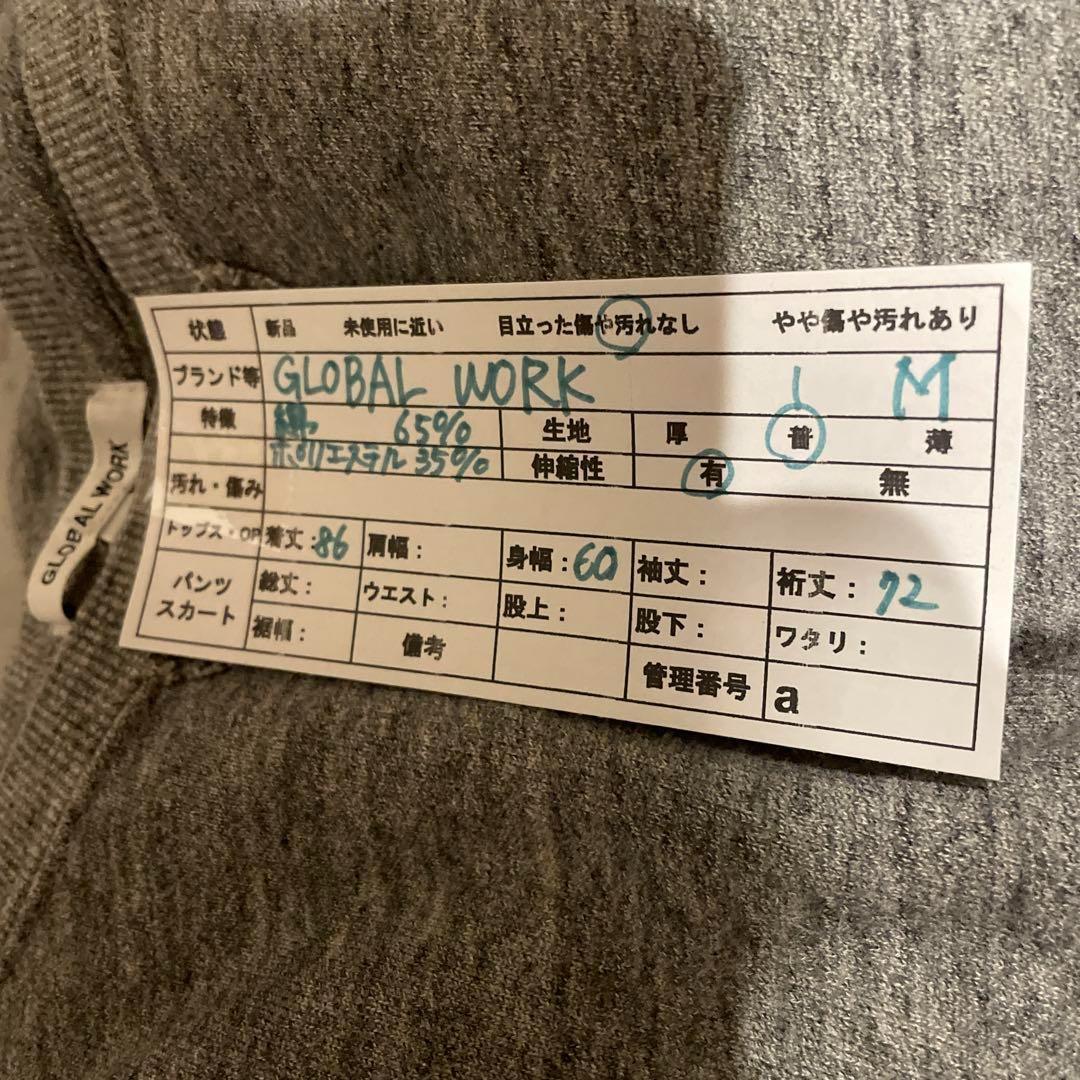 状態 新品 未使用に近い 目立った傷や汚れなし やや傷や汚れあり
ブランド等 GLOBAL WORK M
特徴 綿 65% 生地 厚 普 薄
ポリエステル 35% 伸縮性 有 無
汚れ・傷み
トップス・OP 着丈:86 肩幅: 身幅:60 袖丈: 裄丈:72
パンツ スカート 総丈: ウエスト: 股上: 股下: ワタリ:
裾幅: 備考 管理番号 a
GLOBAL WORK